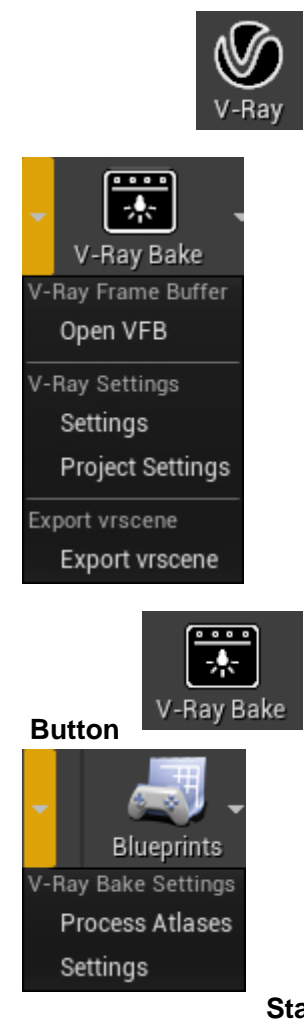 V-Ray
V-Ray Bake
V-Ray Frame Buffer
Open VFB
V-Ray Settings
Settings
Project Settings
Export vrscene
Export vrscene
V-Ray Bake
Button
Blueprints
V-Ray Bake Settings
Process Atlases
Settings
Sta